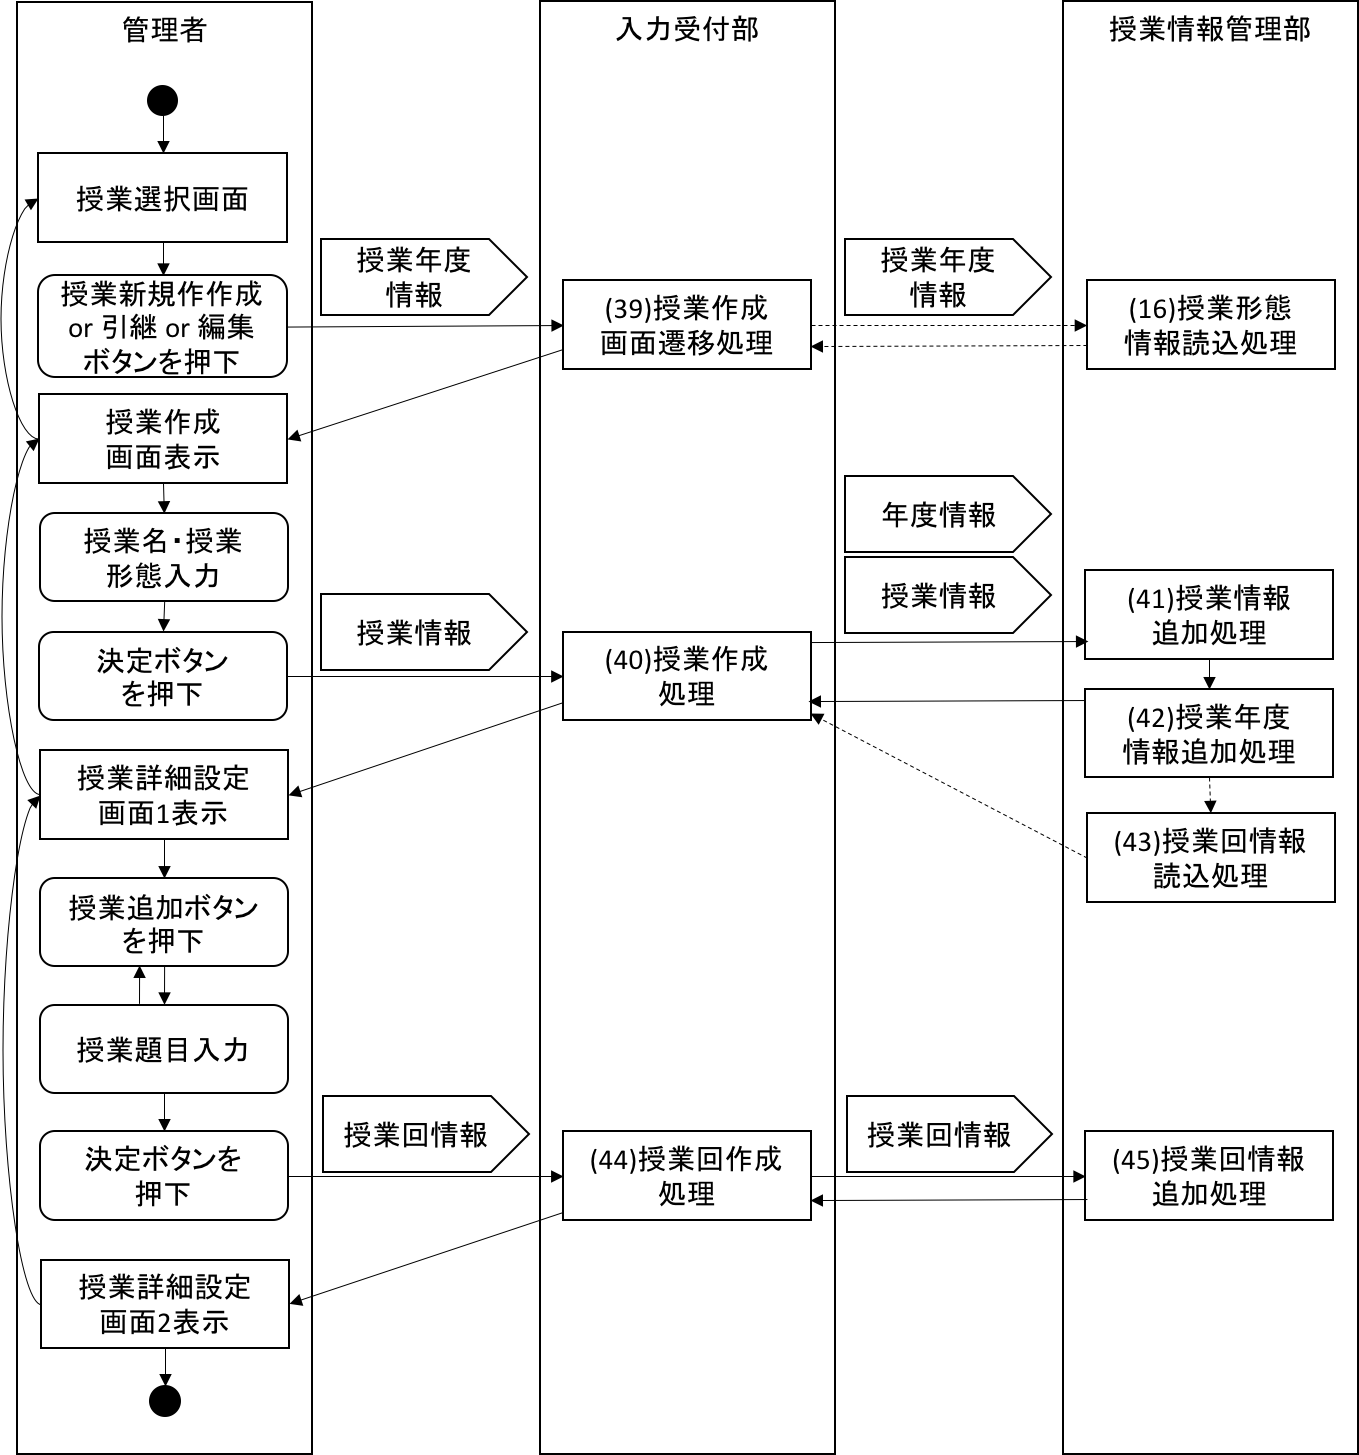 管理者
入力受付部
授業情報管理部
授業選択画面
授業新規作作成
or 引継 or 編集
ボタンを押下
授業年度
情報
(39)授業作成
画面遷移処理
授業年度
情報
(16)授業形態
情報読込処理
授業作成
画面表示
授業名・授業
形態入力
年度情報
授業情報
(41)授業情報
追加処理
決定ボタン
を押下
授業情報
(40)授業作成
処理
(42)授業年度
情報追加処理
授業詳細設定
画面1表示
(43)授業回情報
読込処理
授業追加ボタン
を押下
授業題目入力
決定ボタンを
押下
授業回情報
(44)授業回作成
処理
授業回情報
(45)授業回情報
追加処理
授業詳細設定
画面2表示